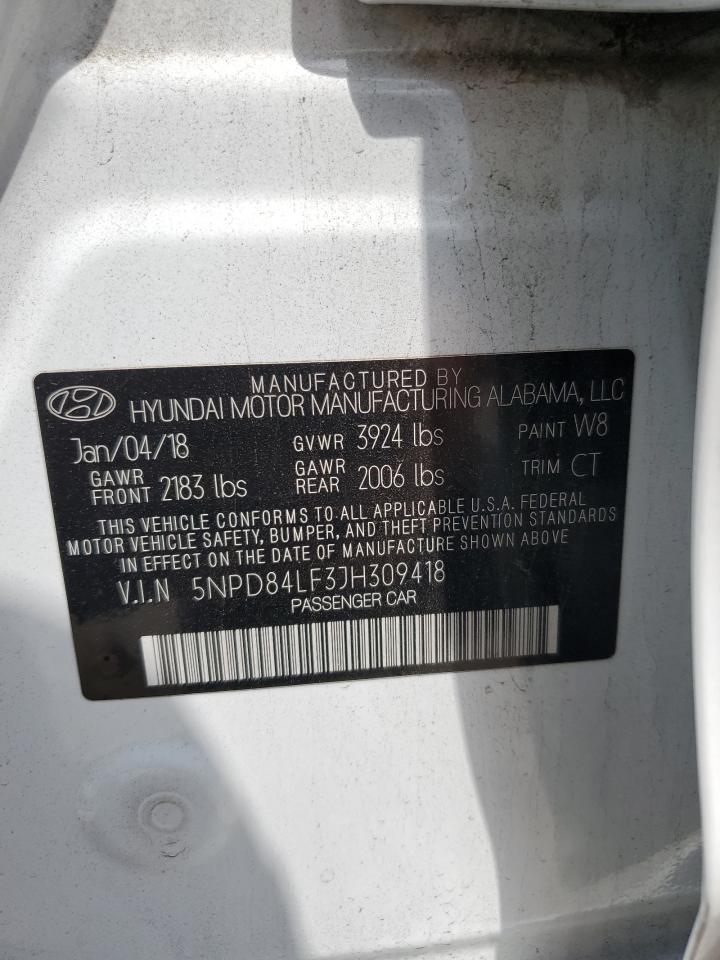 MANUFACTURED BY
HYUNDAI MOTOR MANUFACTURING ALABAMA, LLC
Jan/04/18 GVWR 3924 lbs PAINT W8
GAWR FRONT 2183 lbs GAWR REAR 2006 lbs TRIM CT
THIS VEHICLE CONFORMS TO ALL APPLICABLE U.S.A. FEDERAL
MOTOR VEHICLE SAFETY, BUMPER, AND THEFT PREVENTION STANDARDS
IN EFFECT ON THE DATE OF MANUFACTURE SHOWN ABOVE
V.I.N 5NPD84LF3JH309418
PASSENGER CAR